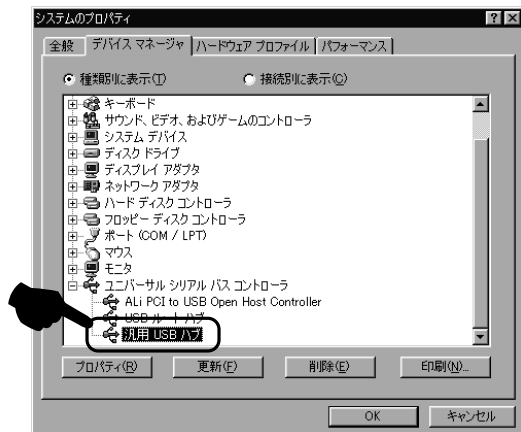 システムのプロパティ
全般 デバイス マネージャ ハードウェア プロファイル パフォーマンス
種類別に表示(T) 接続別に表示(C)
キーボード
サウンド、ビデオ、およびゲームのコントローラ
システム デバイス
ディスク ドライブ
ディスプレイ アダプタ
ネットワーク アダプタ
ハード ディスク コントローラ
フロッピー ディスク コントローラ
ポート (COM / LPT)
マウス
モニタ
ユニバーサル シリアル バス コントローラ
ALi PCI to USB Open Host Controller
USB ルート ハブ
汎用 USB ハブ
プロパティ(R) 更新(F) 削除(E) 印刷(N)...
OK キャンセル